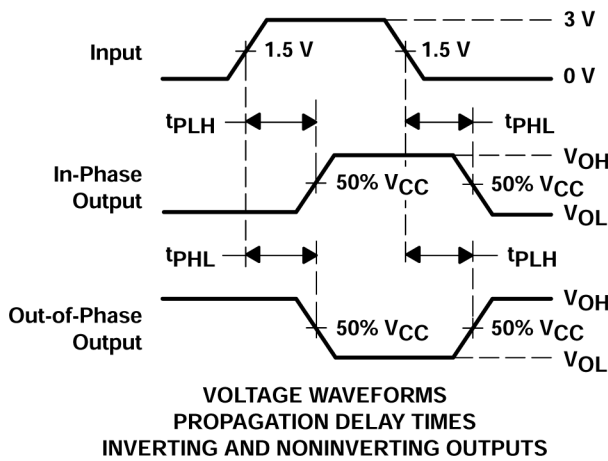 3 V
Input
1.5 V
1.5 V
0 V
tPLH
tPHL
VOH
In-Phase
Output
50% VCC
50% VCC
VOL
tPHL
tPLH
VOH
Out-of-Phase
Output
50% VCC
50% VCC
VOL
VOLTAGE WAVEFORMS
PROPAGATION DELAY TIMES
INVERTING AND NONINVERTING OUTPUTS